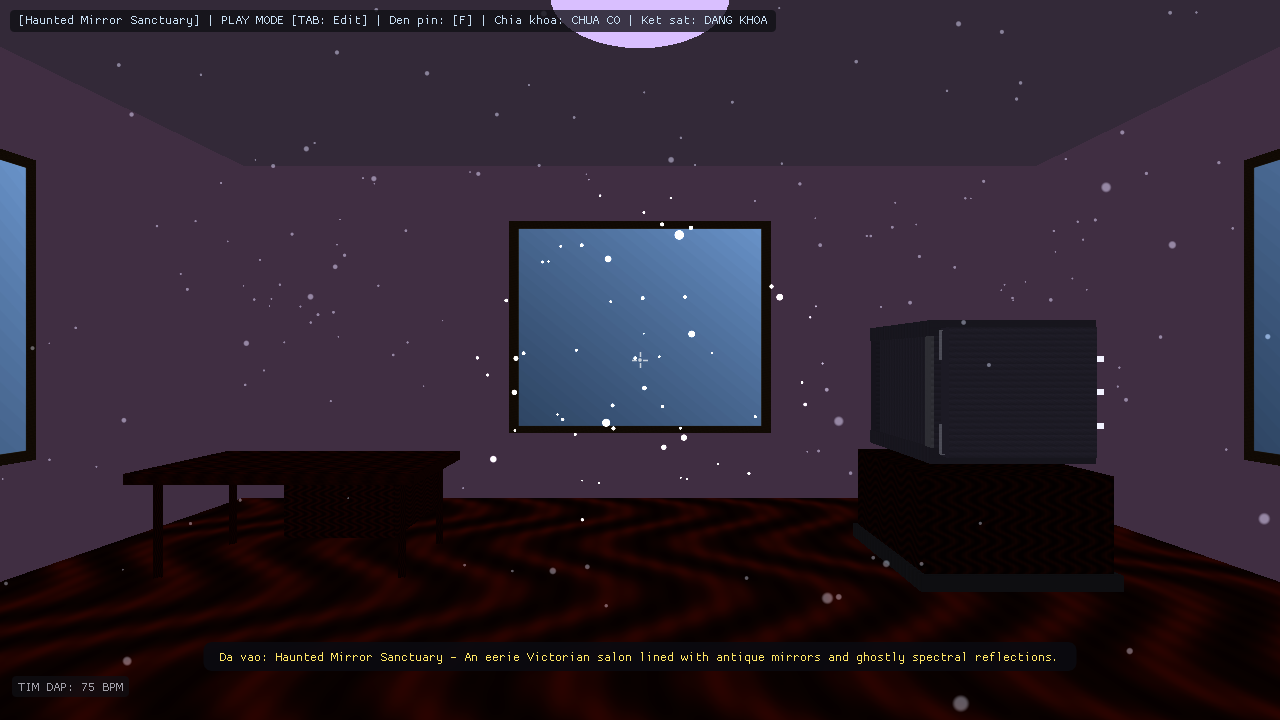 [Haunted Mirror Sanctuary] | PLAY MODE [TAB: Edit] | Den pin: [F] | Chia khoa: CHUA CO | Ket sat: DANG KHOA
Da vao: Haunted Mirror Sanctuary - An eerie Victorian salon lined with antique mirrors and ghostly spectral reflections.
TIM DAP: 75 BPM